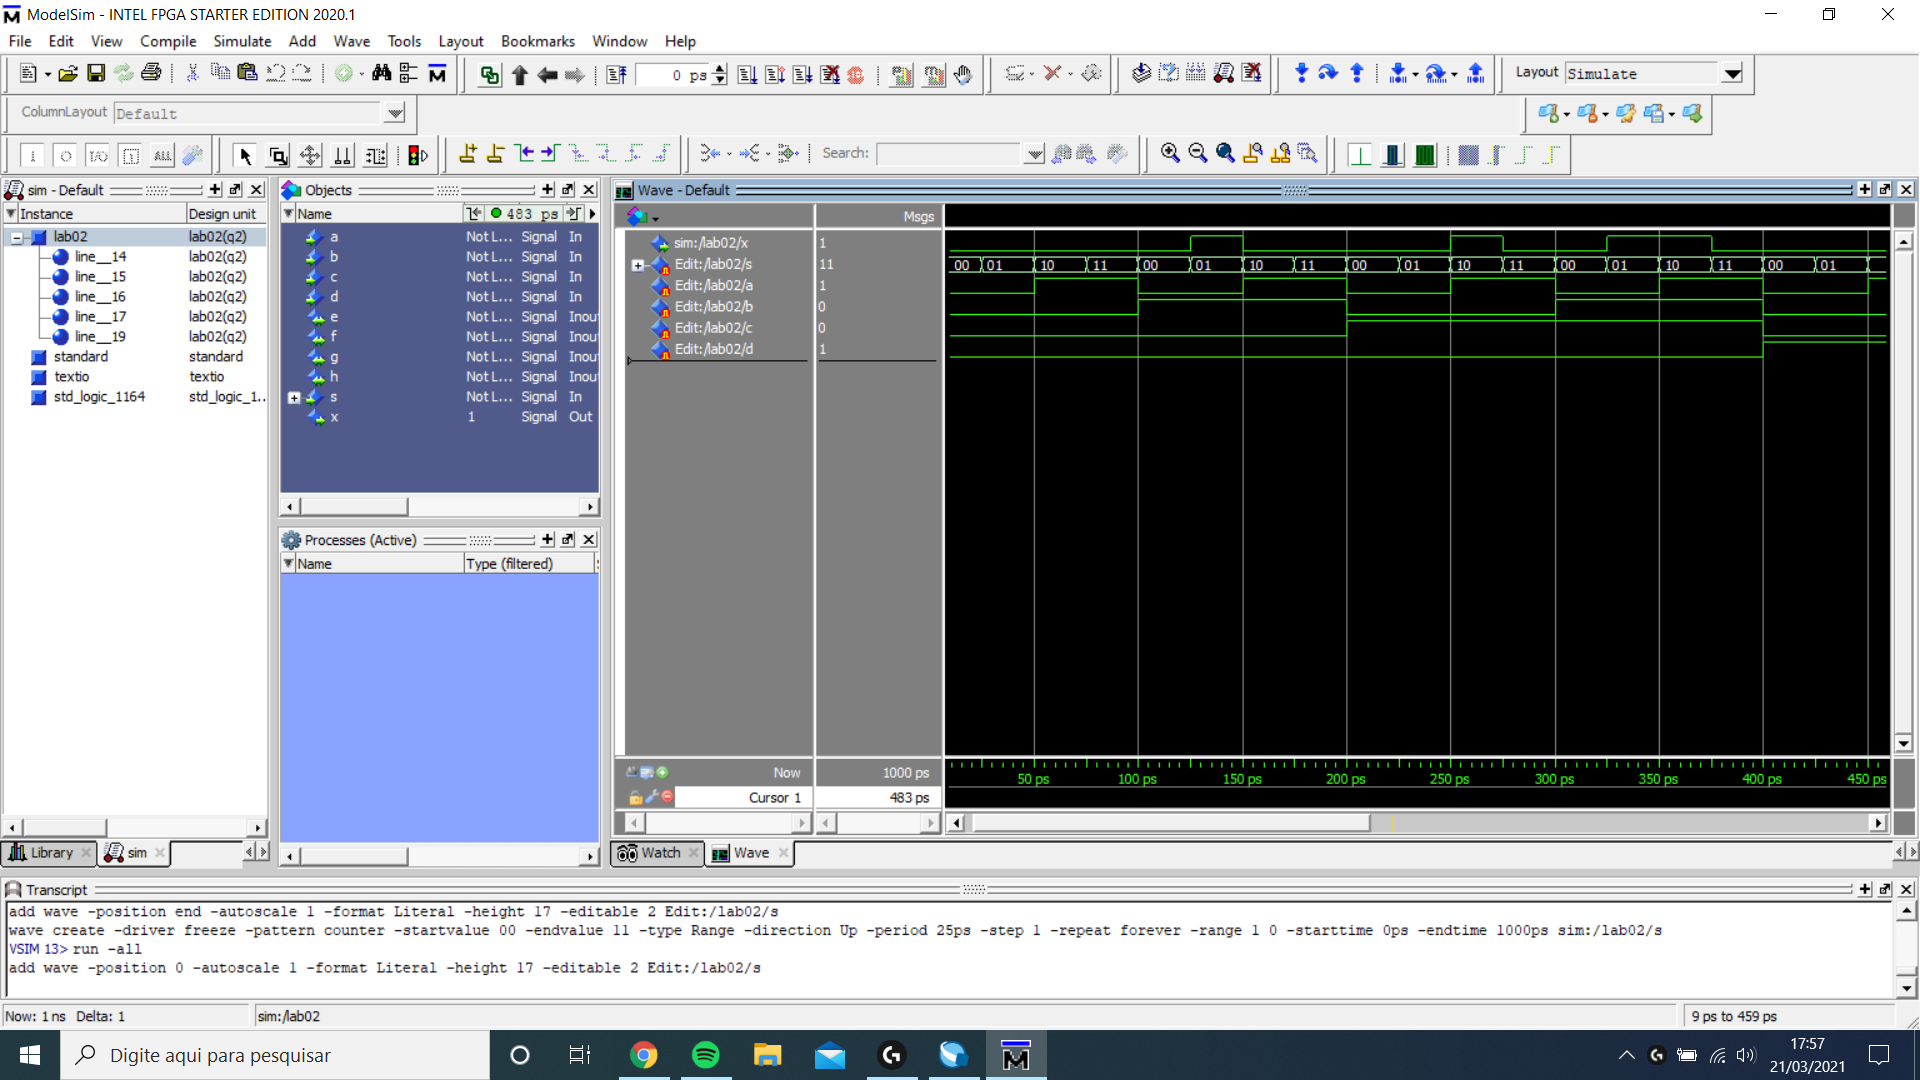 ModelSim - INTEL FPGA STARTER EDITION 2020.1
File Edit View Compile Simulate Add Wave Tools Layout Bookmarks Window Help
0 ps
Layout Simulate
ColumnLayout Default
ALL
Search:
sim - Default
Instance Design unit
lab02 lab02(q2)
line__14 lab02(q2)
line__15 lab02(q2)
line__16 lab02(q2)
line__17 lab02(q2)
line__19 lab02(q2)
standard standard
textio textio
std_logic_1164 std_logic_1..
Library
sim
Objects
Name 483 ps
a Not L... Signal In
b Not L... Signal In
c Not L... Signal In
d Not L... Signal In
e Not L... Signal Inou
f Not L... Signal Inou
g Not L... Signal Inou
h Not L... Signal Inou
s Not L... Signal In
x 1 Signal Out
Processes (Active)
Name Type (filtered)
Wave - Default
Msgs
sim:/lab02/x 1
Edit:/lab02/s 11 00 01 10 11 00 01 10 11 00 01 10 11 00 01 10 11 00 01
Edit:/lab02/a 1
Edit:/lab02/b 0
Edit:/lab02/c 0
Edit:/lab02/d 1
Now 1000 ps 50 ps 100 ps 150 ps 200 ps 250 ps 300 ps 350 ps 400 ps 450 ps
Cursor 1 483 ps
Watch
Wave
Transcript
add wave -position end -autoscale 1 -format Literal -height 17 -editable 2 Edit:/lab02/s
wave create -driver freeze -pattern counter -startvalue 00 -endvalue 11 -type Range -direction Up -period 25ps -step 1 -repeat forever -range 1 0 -starttime 0ps -endtime 1000ps sim:/lab02/s
VSIM 13> run -all
add wave -position 0 -autoscale 1 -format Literal -height 17 -editable 2 Edit:/lab02/s
Now: 1 ns Delta: 1 sim:/lab02 9 ps to 459 ps
Digite aqui para pesquisar
17:57
21/03/2021